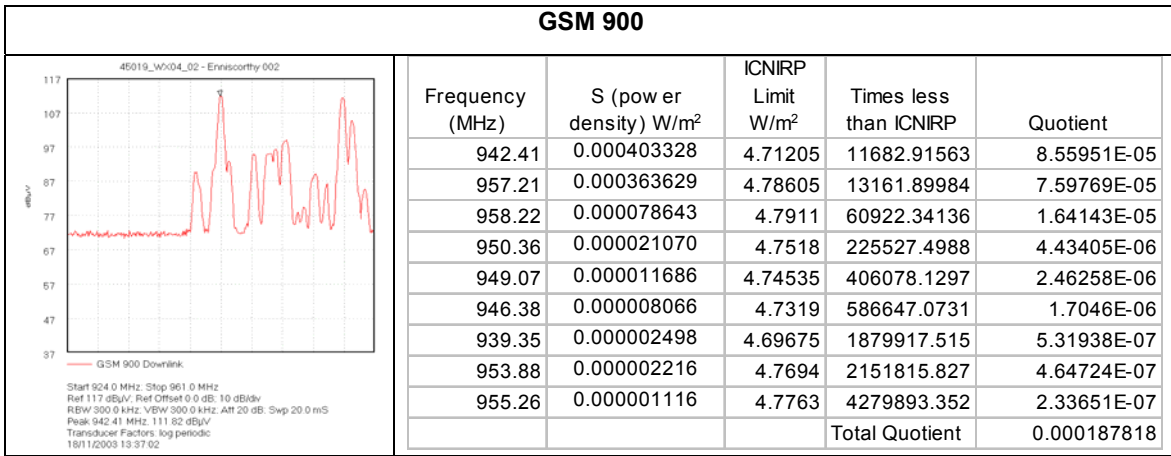 GSM 900
45019_WX04_02 - Enniscorthy 002
117
107
97
87
77
67
57
47
37
dBµV
GSM 900 Downlink
Start 924.0 MHz; Stop 961.0 MHz
Ref 117 dBµV; Ref Offset 0.0 dB; 10 dB/div
RBW 300.0 kHz; VBW 300.0 kHz; Att 20 dB; Swp 20.0 mS
Peak 942.41 MHz, 111.82 dBµV
Transducer Factors: log periodic
18/11/2003 13:37:02
Frequency (MHz) S (pow er density) W/m² ICNIRP Limit W/m² Times less than ICNIRP Quotient
942.41 0.000403328 4.71205 11682.91563 8.55951E-05
957.21 0.000363629 4.78605 13161.89984 7.59769E-05
958.22 0.000078643 4.7911 60922.34136 1.64143E-05
950.36 0.000021070 4.7518 225527.4988 4.43405E-06
949.07 0.000011686 4.74535 406078.1297 2.46258E-06
946.38 0.000008066 4.7319 586647.0731 1.7046E-06
939.35 0.000002498 4.69675 1879917.515 5.31938E-07
953.88 0.000002216 4.7694 2151815.827 4.64724E-07
955.26 0.000001116 4.7763 4279893.352 2.33651E-07
Total Quotient 0.000187818